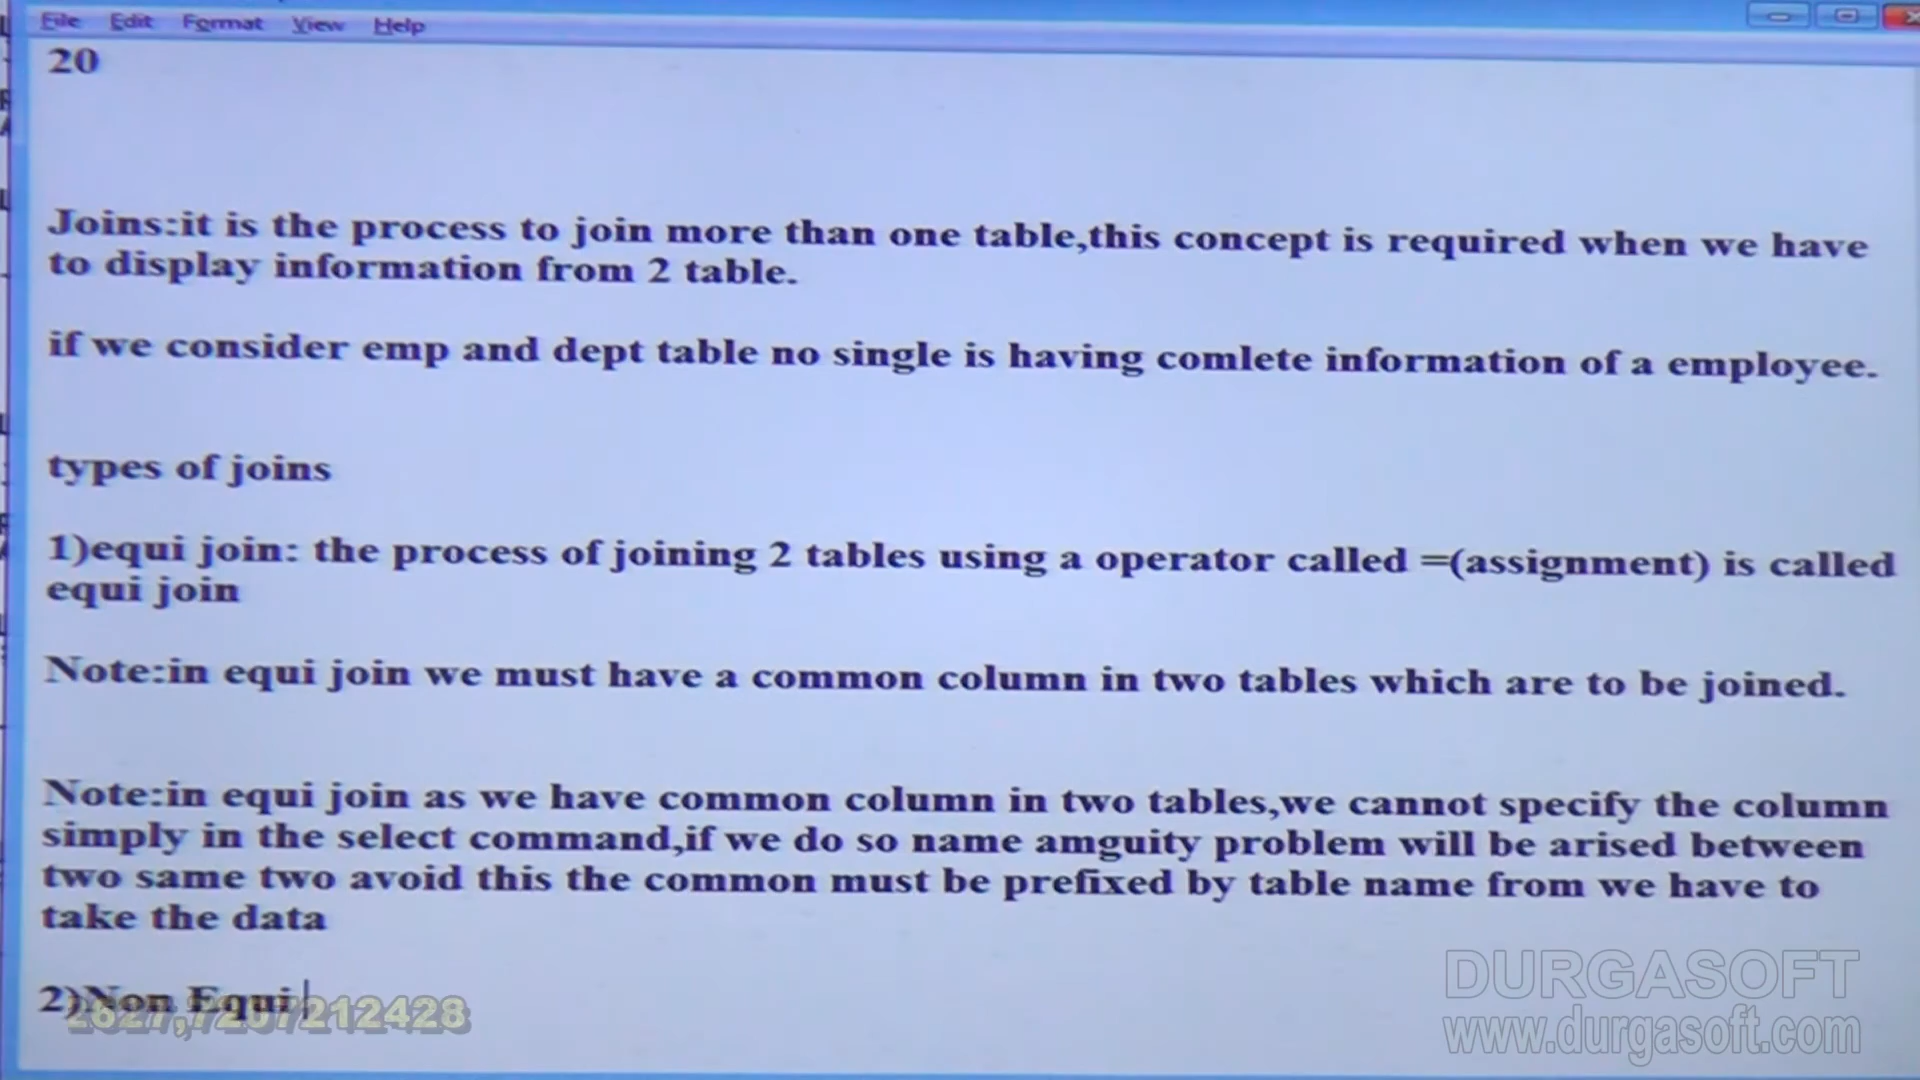 File Edit Format View Help
20
Joins:it is the process to join more than one table,this concept is required when we have
to display information from 2 table.
if we consider emp and dept table no single is having comlete information of a employee.
types of joins
1)equi join: the process of joining 2 tables using a operator called =(assignment) is called
equi join
Note:in equi join we must have a common column in two tables which are to be joined.
Note:in equi join as we have common column in two tables,we cannot specify the column
simply in the select command,if we do so name amguity problem will be arised between
two same two avoid this the common must be prefixed by table name from we have to
take the data
2)Non Equi
2627,7207212428
DURGASOFT
www.durgasoft.com